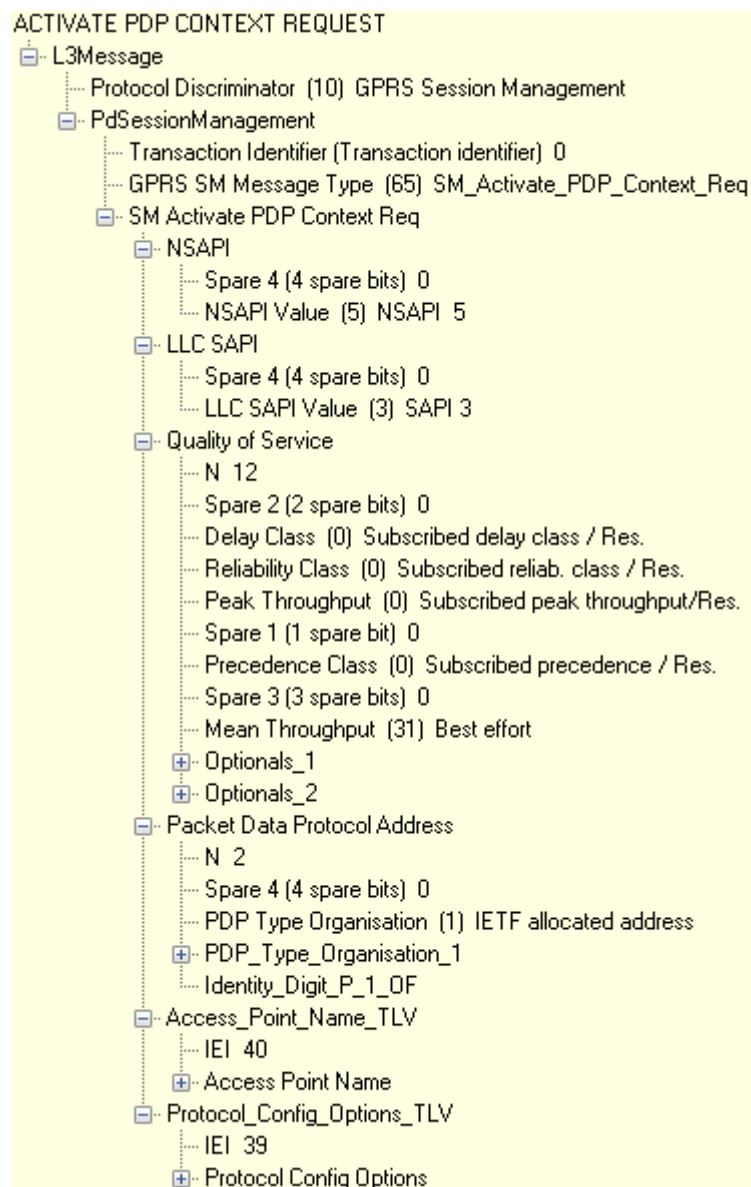 ACTIVATE PDP CONTEXT REQUEST
L3Message
Protocol Discriminator (10) GPRS Session Management
PdSessionManagement
Transaction Identifier (Transaction identifier) 0
GPRS SM Message Type (65) SM_Activate_PDP_Context_Req
SM Activate PDP Context Req
NSAPI
Spare 4 (4 spare bits) 0
NSAPI Value (5) NSAPI 5
LLC SAPI
Spare 4 (4 spare bits) 0
LLC SAPI Value (3) SAPI 3
Quality of Service
N 12
Spare 2 (2 spare bits) 0
Delay Class (0) Subscribed delay class / Res.
Reliability Class (0) Subscribed reliab. class / Res.
Peak Throughput (0) Subscribed peak throughput/Res.
Spare 1 (1 spare bit) 0
Precedence Class (0) Subscribed precedence / Res.
Spare 3 (3 spare bits) 0
Mean Throughput (31) Best effort
Optionals_1
Optionals_2
Packet Data Protocol Address
N 2
Spare 4 (4 spare bits) 0
PDP Type Organisation (1) IETF allocated address
PDP_Type_Organisation_1
Identity_Digit_P_1_OF
Access_Point_Name_TLV
IEI 40
Access Point Name
Protocol_Config_Options_TLV
IEI 39
Protocol Config Options